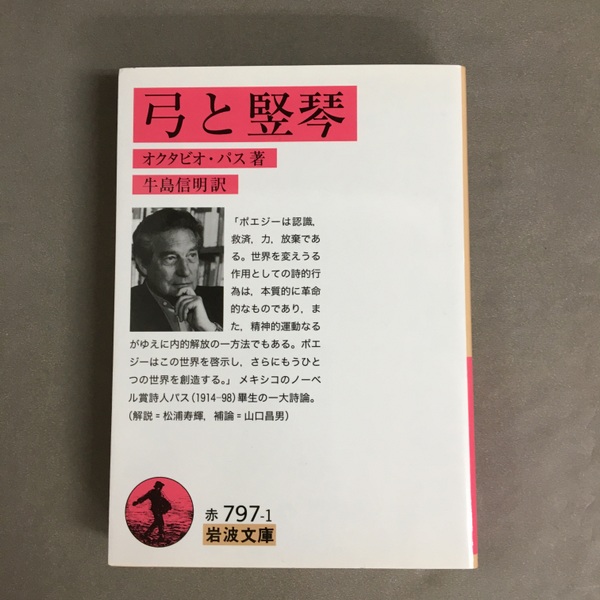 弓と竪琴
オクタビオ・パス著
牛島信明訳
「ポエジーは認識,
救済, 力, 放棄であ
る。世界を変えうる
作用としての詩的行
為は, 本質的に革命
的なものであり, ま
た, 精神的運動なる
がゆえに内的解放の一方法でもある。ポエ
ジーはこの世界を啓示し, さらにもうひと
つの世界を創造する。」メキシコのノーベ
ル賞詩人パス(1914-98)畢生の一大詩論。
(解説=松浦寿輝, 補論=山口昌男)
赤 797-1
岩波文庫